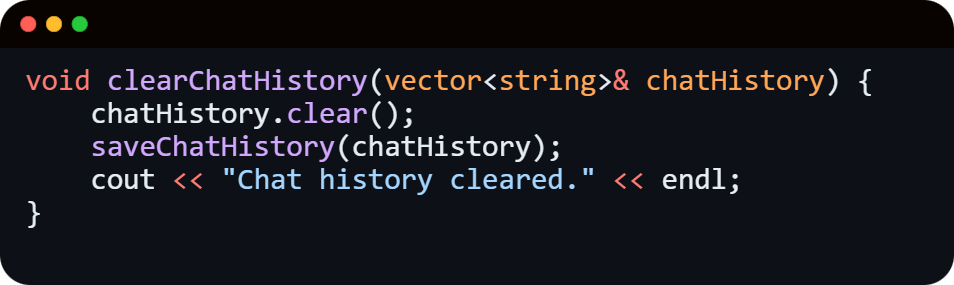 void clearChatHistory(vector<string>& chatHistory) {
    chatHistory.clear();
    saveChatHistory(chatHistory);
    cout << "Chat history cleared." << endl;
}